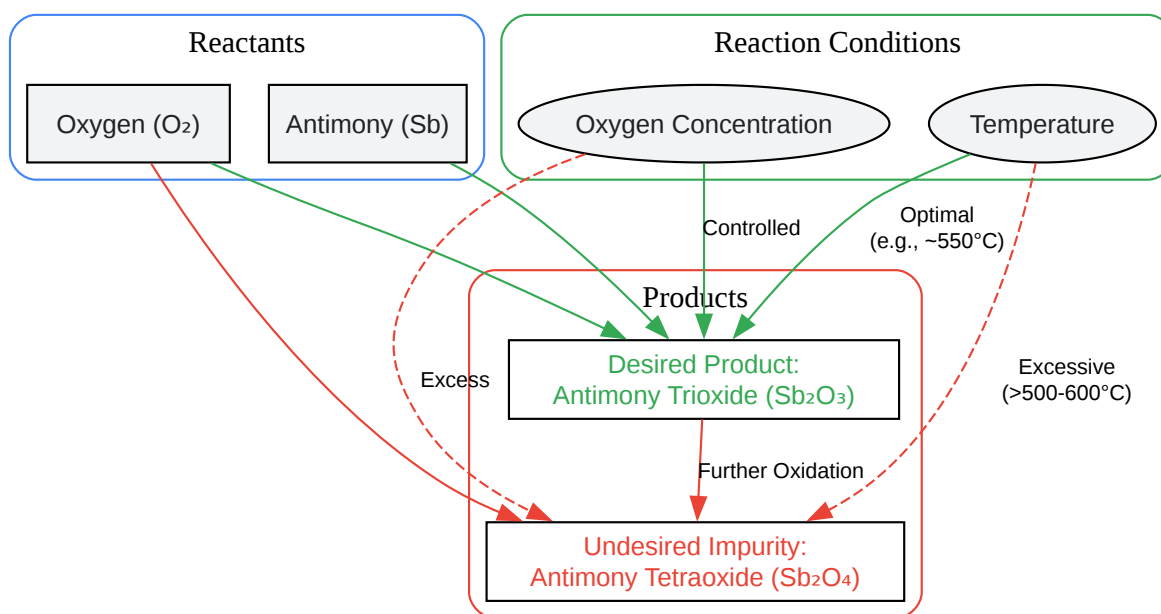 Reactants
Reaction Conditions
Oxygen (O₂)
Antimony (Sb)
Oxygen Concentration
Temperature
Controlled
Optimal
(e.g., ~550°C)
Products
Excess
Desired Product:
Antimony Trioxide (Sb₂O₃)
Excessive
(>500-600°C)
Further Oxidation
Undesired Impurity:
Antimony Tetraoxide (Sb₂O₄)